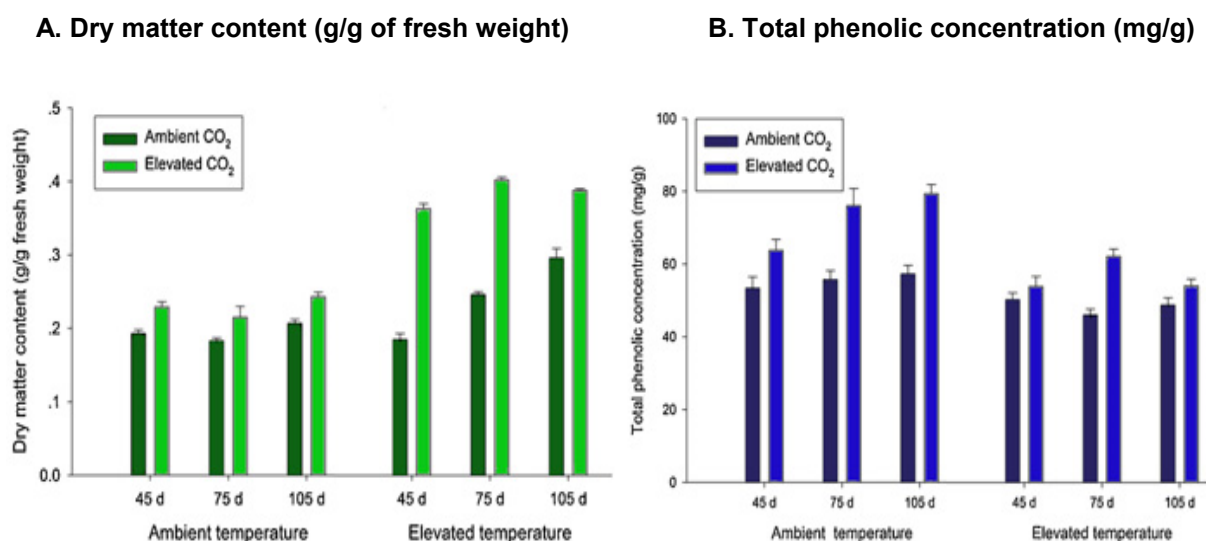 A. Dry matter content (g/g of fresh weight)
B. Total phenolic concentration (mg/g)
Dry matter content (g/g fresh weight)
.5
.4
.3
.2
.1
0.0
Ambient CO₂
Elevated CO₂
45 d 75 d 105 d 45 d 75 d 105 d
Ambient temperature Elevated temperature
Total phenolic concentration (mg/g)
100
80
60
40
20
0
Ambient CO₂
Elevated CO₂
45 d 75 d 105 d 45 d 75 d 105 d
Ambient temperature Elevated temperature